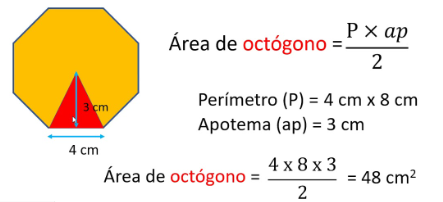 Área de octógono = P × ap / 2
3 cm
Perímetro (P) = 4 cm x 8 cm
Apotema (ap) = 3 cm
4 cm
Área de octógono = 4 x 8 x 3 / 2 = 48 cm²